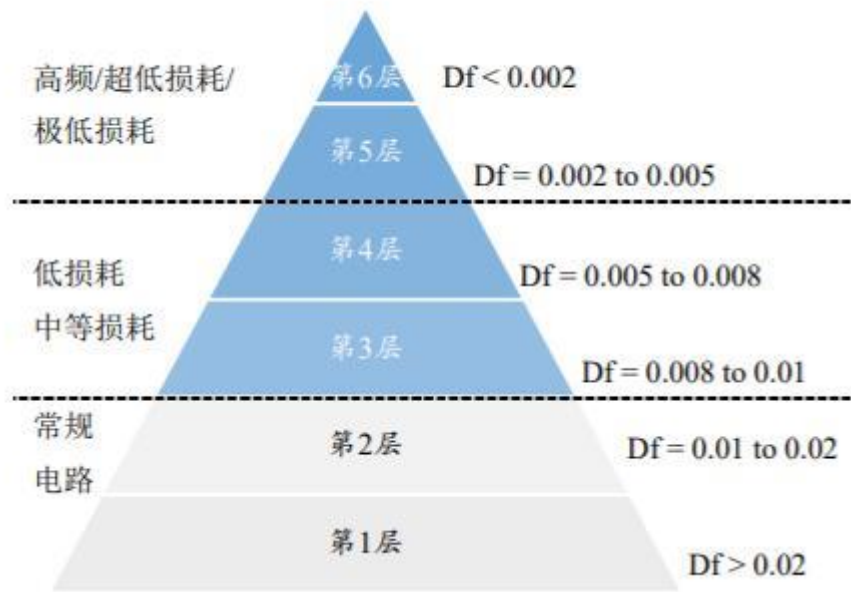 高频/超低损耗/
极低损耗
第6层
Df < 0.002
第5层
Df = 0.002 to 0.005
低损耗
中等损耗
第4层
Df = 0.005 to 0.008
第3层
Df = 0.008 to 0.01
常规
电路
第2层
Df = 0.01 to 0.02
第1层
Df > 0.02